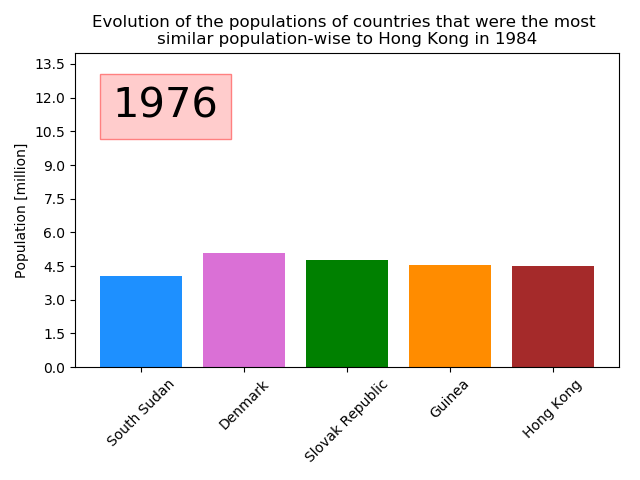 Evolution of the populations of countries that were the most
similar population-wise to Hong Kong in 1984
1976
Population [million]
13.5
12.0
10.5
9.0
7.5
6.0
4.5
3.0
1.5
0.0
South Sudan
Denmark
Slovak Republic
Guinea
Hong Kong